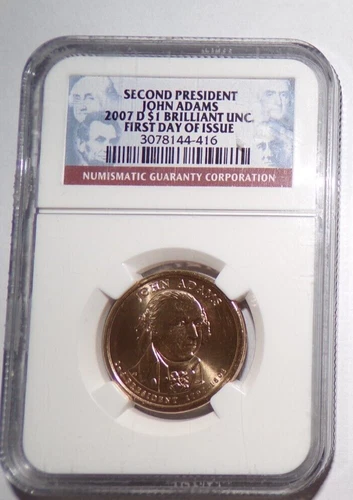 SECOND PRESIDENT
JOHN ADAMS
2007 D $1 BRILLIANT UNC.
FIRST DAY OF ISSUE
3078144-416
NUMISMATIC GUARANTY CORPORATION
JOHN ADAMS
PRESIDENT